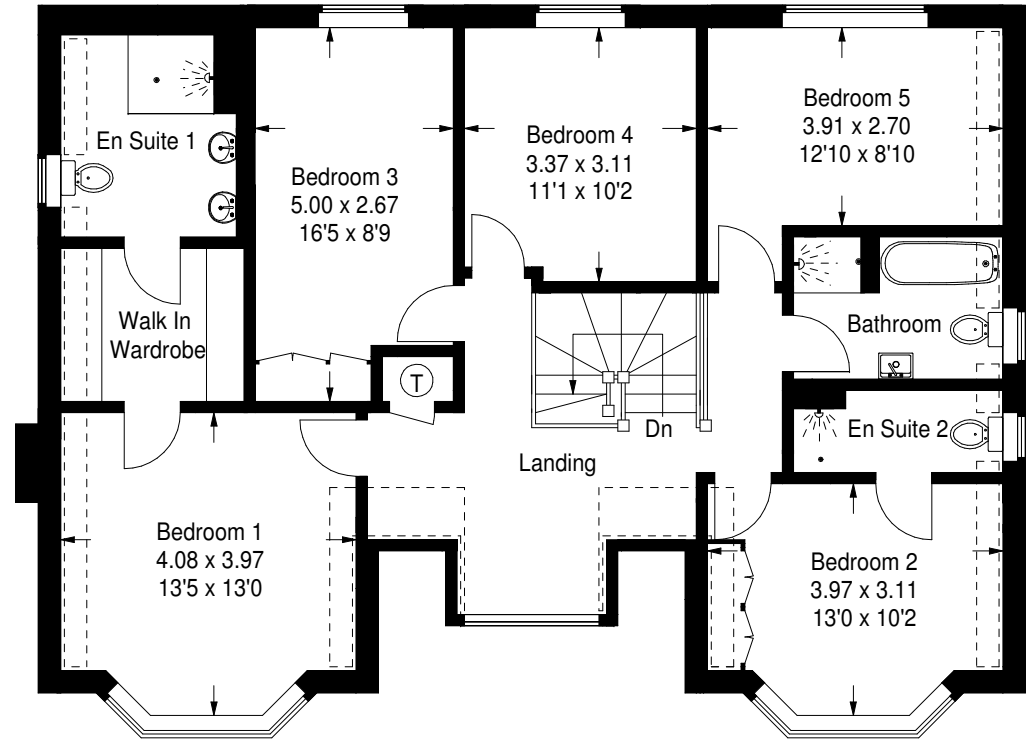 En Suite 1
Bedroom 3
5.00 x 2.67
16'5 x 8'9
Bedroom 4
3.37 x 3.11
11'1 x 10'2
Bedroom 5
3.91 x 2.70
12'10 x 8'10
Walk In
Wardrobe
T
Bathroom
Dn
En Suite 2
Landing
Bedroom 1
4.08 x 3.97
13'5 x 13'0
Bedroom 2
3.97 x 3.11
13'0 x 10'2